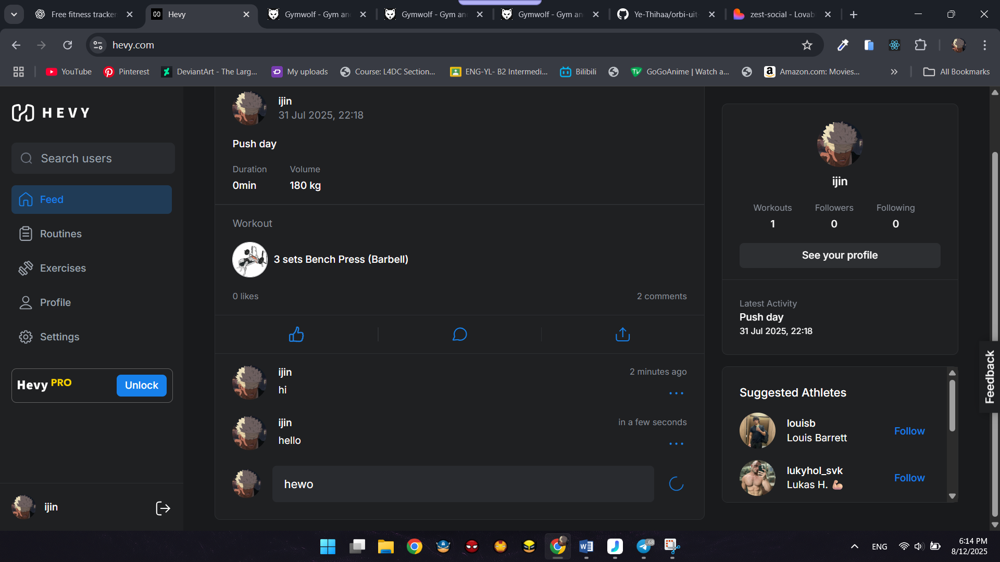 Free fitness tracker
Hevy
Gymwolf - Gym an
Gymwolf - Gym an
Gymwolf - Gym an
Ye-Thihaa/orbi-uit-
zest-social - Lovab
hevy.com
YouTube
Pinterest
DeviantArt - The Larg...
My uploads
Course: L4DC Section...
ENG-YL- B2 Intermedi...
Bilibili
GoGoAnime | Watch a...
Amazon.com: Movies...
All Bookmarks
HEVY
Search users
Feed
Routines
Exercises
Profile
Settings
Hevy PRO
Unlock
ijin
ijin
31 Jul 2025, 22:18
Push day
Duration Volume
0min 180 kg
Workout
3 sets Bench Press (Barbell)
0 likes 2 comments
ijin 2 minutes ago
hi
ijin in a few seconds
hello
hewo
ijin
Workouts Followers Following
1 0 0
See your profile
Latest Activity
Push day
31 Jul 2025, 22:18
Suggested Athletes
louisb
Louis Barrett
Follow
lukyhol_svk
Lukas H. 💪🏼
Follow
Feedback
.68
ENG
6:14 PM
8/12/2025